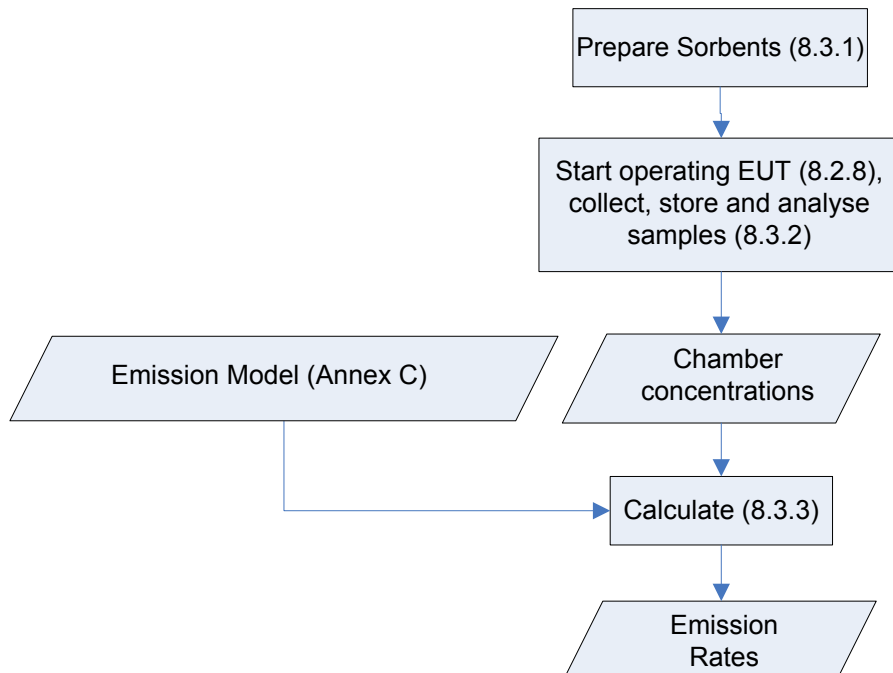 Prepare Sorbents (8.3.1)
Start operating EUT (8.2.8),
collect, store and analyse
samples (8.3.2)
Emission Model (Annex C)
Chamber
concentrations
Calculate (8.3.3)
Emission
Rates